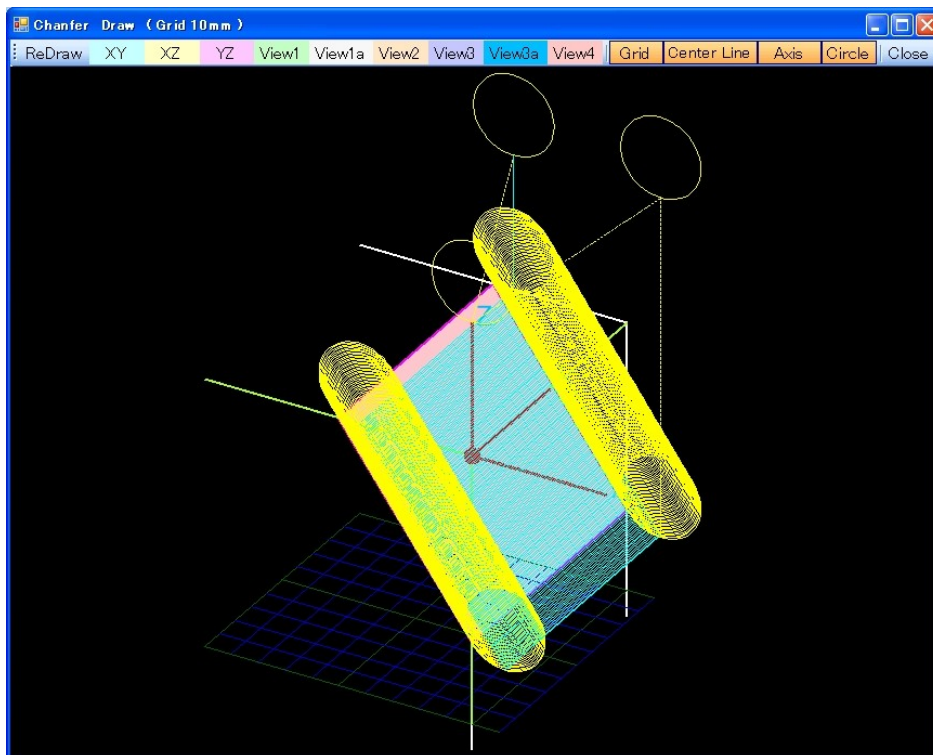 Chanfer Draw ( Grid 10mm )
ReDraw XY XZ YZ View1 View1a View2 View3 View3a View4 Grid Center Line Axis Circle Close
Z